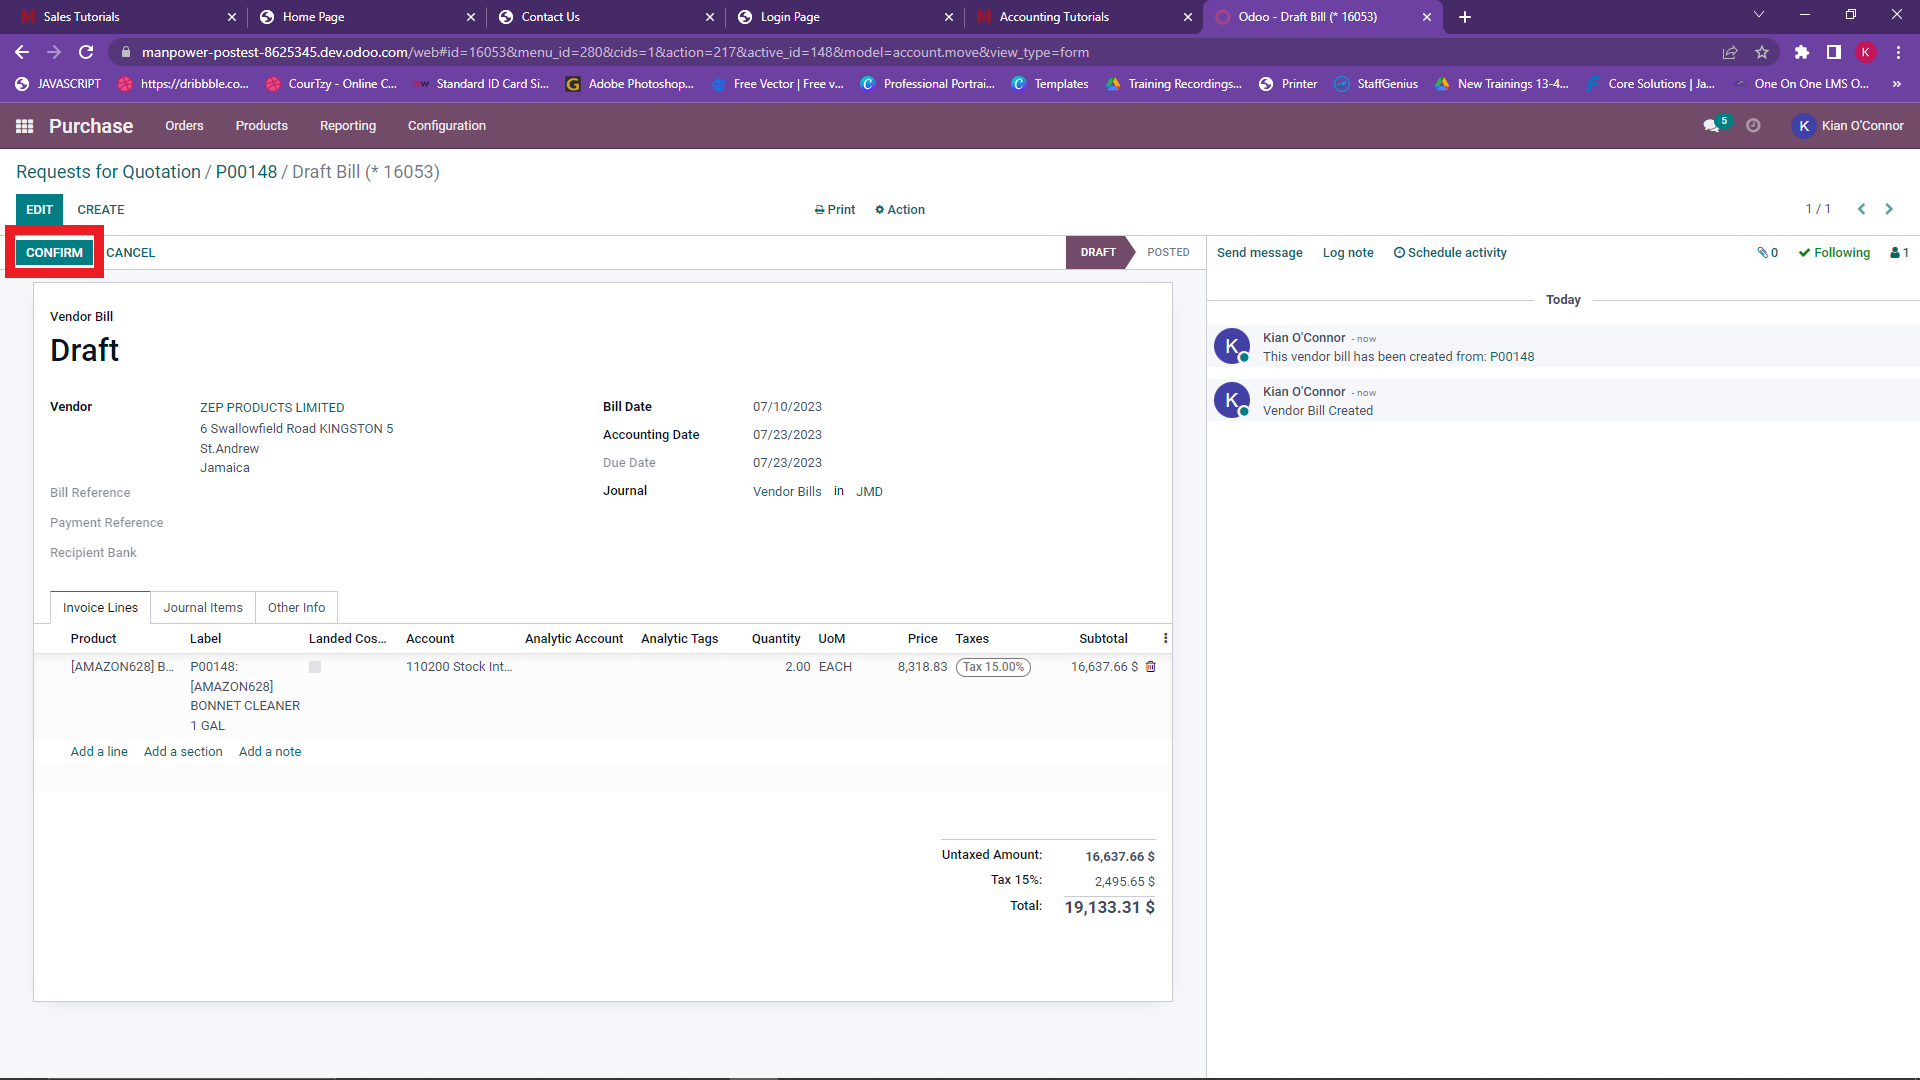 Sales Tutorials
Home Page
Contact Us
Login Page
Accounting Tutorials
Odoo - Draft Bill (* 16053)
manpower-postest-8625345.dev.odoo.com/web#id=16053&menu_id=280&cids=1&action=217&active_id=148&model=account.move&view_type=form
K
JAVASCRIPT
https://dribbble.co...
CourTzy - Online C...
Standard ID Card Si...
Adobe Photoshop...
Free Vector | Free v...
Professional Portrai...
Templates
Training Recordings...
Printer
StaffGenius
New Trainings 13-4...
Core Solutions | Ja...
One On One LMS O...
»
Purchase
Orders
Products
Reporting
Configuration
5
K
Kian O'Connor
Requests for Quotation / P00148 / Draft Bill (* 16053)
EDIT
CREATE
Print
Action
1 / 1
CONFIRM
CANCEL
DRAFT
POSTED
Send message
Log note
Schedule activity
0
Following
1
Vendor Bill
Draft
Vendor
ZEP PRODUCTS LIMITED
6 Swallowfield Road KINGSTON 5
St.Andrew
Jamaica
Bill Reference
Payment Reference
Recipient Bank
Bill Date 07/10/2023
Accounting Date 07/23/2023
Due Date 07/23/2023
Journal Vendor Bills in JMD
Invoice Lines
Journal Items
Other Info
Product Label Landed Cos... Account Analytic Account Analytic Tags Quantity UoM Price Taxes Subtotal
[AMAZON628] B... P00148: 110200 Stock Int... 2.00 EACH 8,318.83 Tax 15.00% 16,637.66 $
[AMAZON628]
BONNET CLEANER
1 GAL
Add a line Add a section Add a note
Untaxed Amount: 16,637.66 $
Tax 15%: 2,495.65 $
Total: 19,133.31 $
Today
K
Kian O'Connor - now
This vendor bill has been created from: P00148
K
Kian O'Connor - now
Vendor Bill Created